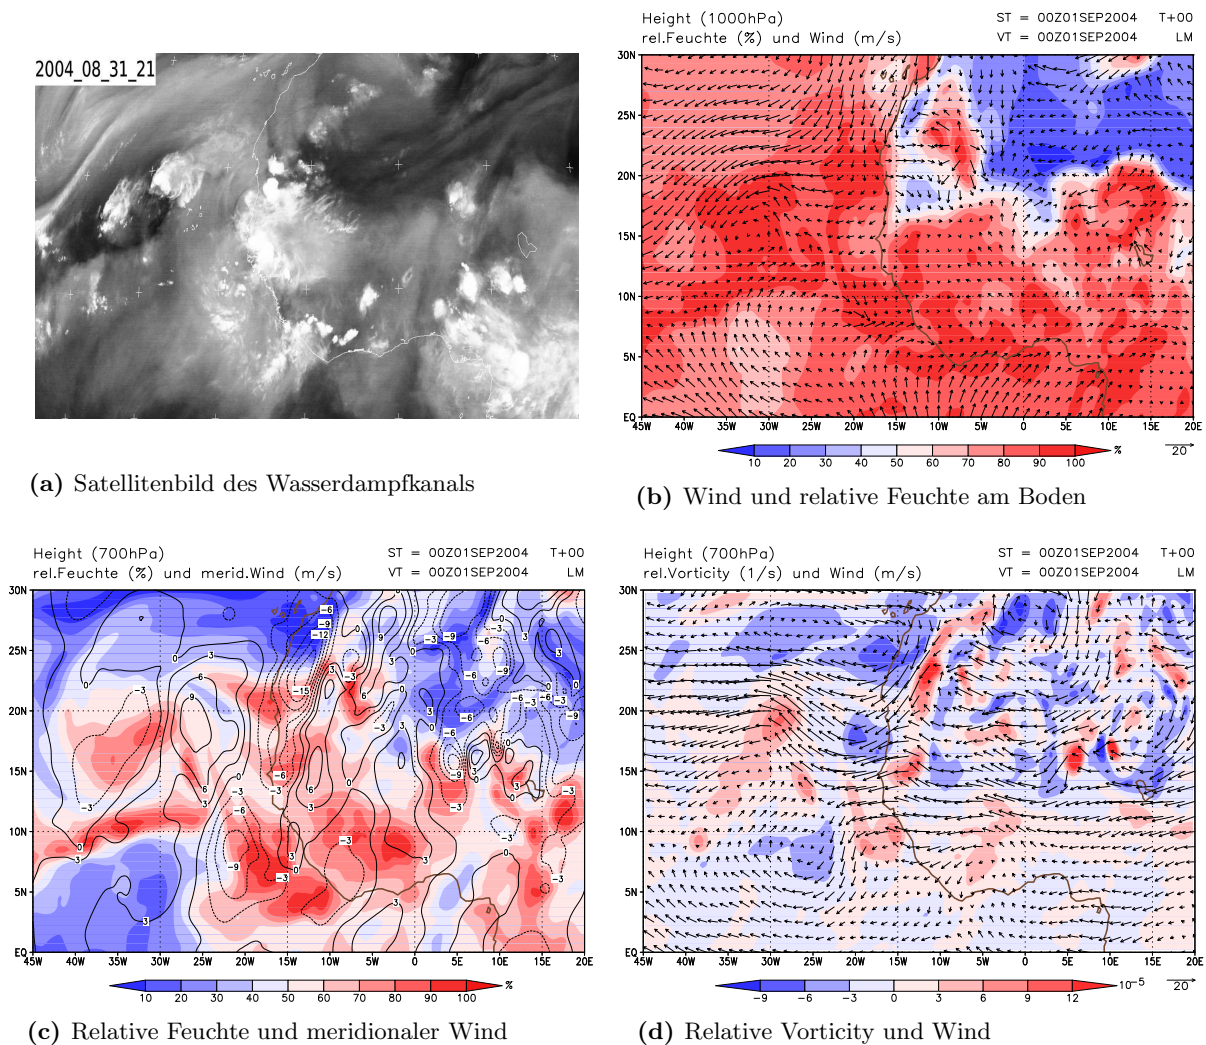 2004_08_31_21
(a) Satellitenbild des Wasserdampfkanals
Height (1000hPa) ST = 00Z01SEP2004 T+00
rel.Feuchte (%) und Wind (m/s) VT = 00Z01SEP2004 LM
30N
25N
20N
15N
10N
5N
EQ
45W 40W 35W 30W 25W 20W 15W 10W 5W 0 5E 10E 15E 20E
10 20 30 40 50 60 70 80 90 100 %
20
(b) Wind und relative Feuchte am Boden
Height (700hPa) ST = 00Z01SEP2004 T+00
rel.Feuchte (%) und merid.Wind (m/s) VT = 00Z01SEP2004 LM
30N
25N
20N
15N
10N
5N
EQ
45W 40W 35W 30W 25W 20W 15W 10W 5W 0 5E 10E 15E 20E
10 20 30 40 50 60 70 80 90 100 %
(c) Relative Feuchte und meridionaler Wind
Height (700hPa) ST = 00Z01SEP2004 T+00
rel.Vorticity (1/s) und Wind (m/s) VT = 00Z01SEP2004 LM
30N
25N
20N
15N
10N
5N
EQ
45W 40W 35W 30W 25W 20W 15W 10W 5W 0 5E 10E 15E 20E
-9 -6 -3 0 3 6 9 12 10-5
20
(d) Relative Vorticity und Wind